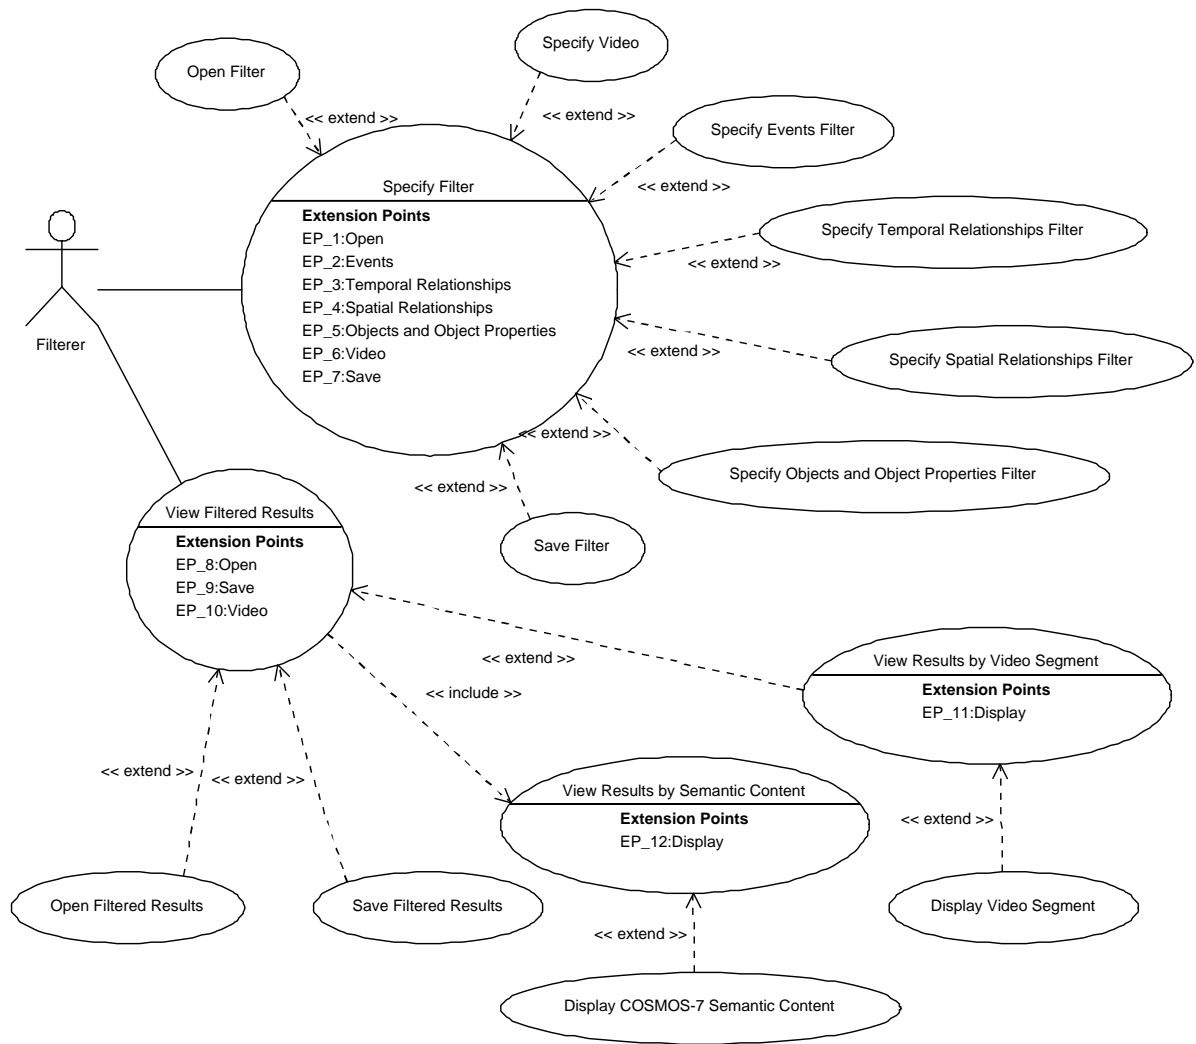 Specify Video
Open Filter
<< extend >>
<< extend >>
Specify Events Filter
<< extend >>
Specify Filter
Extension Points
EP_1:Open
EP_2:Events
EP_3:Temporal Relationships
EP_4:Spatial Relationships
EP_5:Objects and Object Properties
EP_6:Video
EP_7:Save
Specify Temporal Relationships Filter
<< extend >>
Filterer
<< extend >>
Specify Spatial Relationships Filter
<< extend >>
Specify Objects and Object Properties Filter
<< extend >>
Save Filter
View Filtered Results
Extension Points
EP_8:Open
EP_9:Save
EP_10:Video
<< extend >>
<< include >>
View Results by Video Segment
Extension Points
EP_11:Display
<< extend >>
<< extend >>
View Results by Semantic Content
Extension Points
EP_12:Display
<< extend >>
Open Filtered Results
Save Filtered Results
Display Video Segment
<< extend >>
Display COSMOS-7 Semantic Content